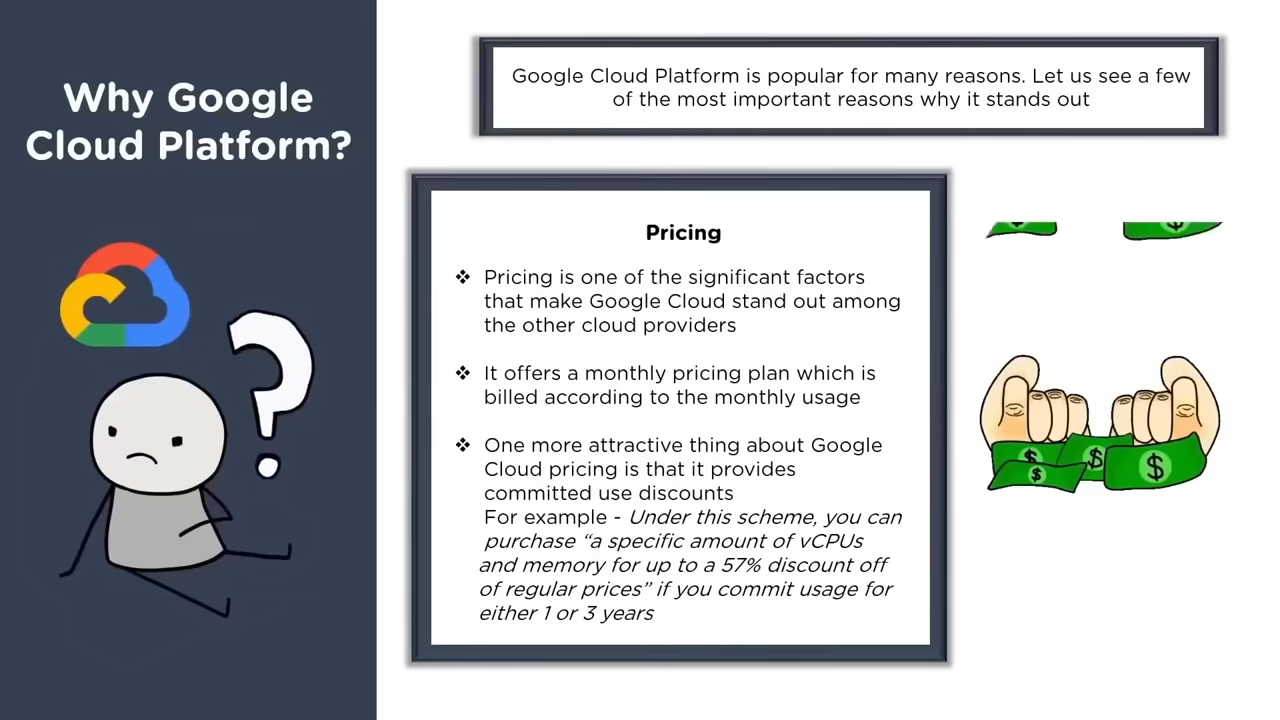 Why Google
Cloud Platform?
Google Cloud Platform is popular for many reasons. Let us see a few
of the most important reasons why it stands out
Pricing
❖ Pricing is one of the significant factors
that make Google Cloud stand out among
the other cloud providers
❖ It offers a monthly pricing plan which is
billed according to the monthly usage
❖ One more attractive thing about Google
Cloud pricing is that it provides
committed use discounts
For example - Under this scheme, you can
purchase “a specific amount of vCPUs
and memory for up to a 57% discount off
of regular prices” if you commit usage for
either 1 or 3 years
$ $
$ $ $
$